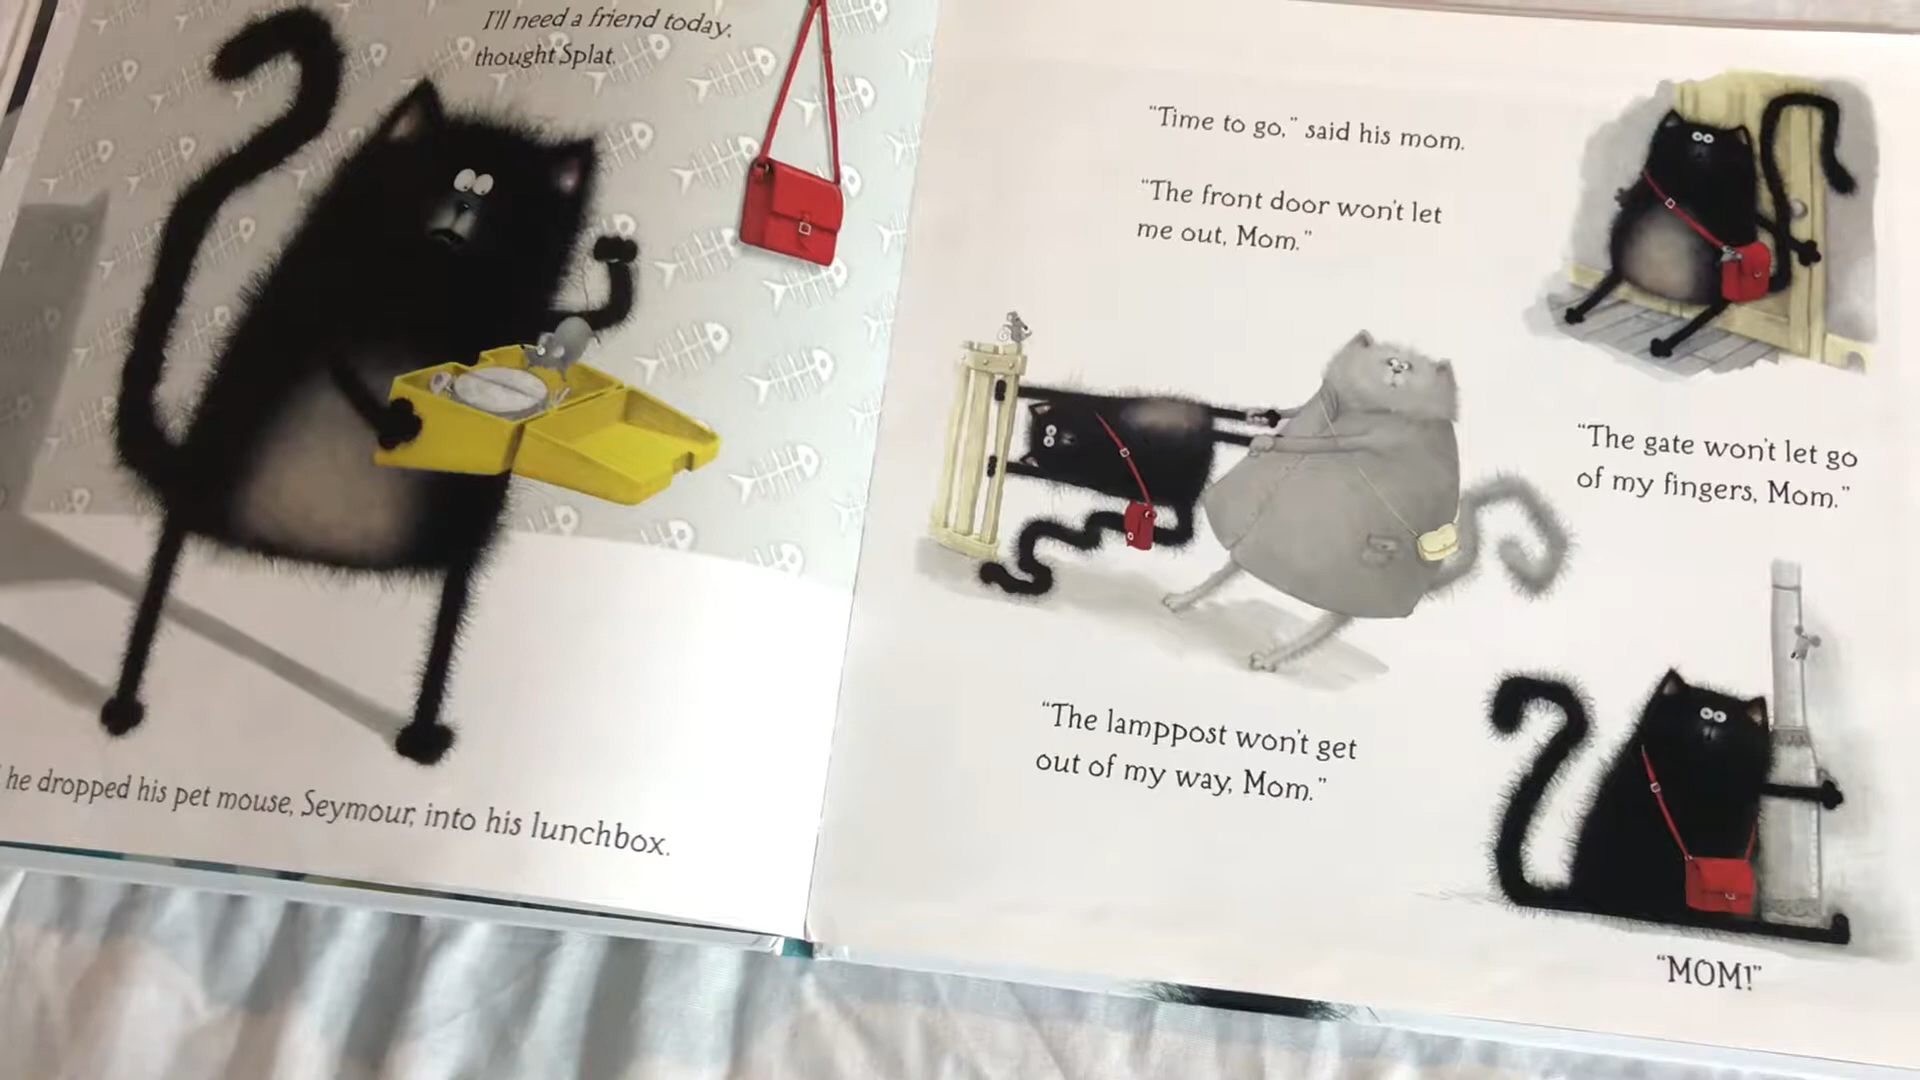 I'll need a friend today,
thought Splat.
he dropped his pet mouse, Seymour, into his lunchbox.
"Time to go," said his mom.
"The front door won't let
me out, Mom."
"The gate won't let go
of my fingers, Mom."
"The lamppost won't get
out of my way, Mom."
"MOM!"